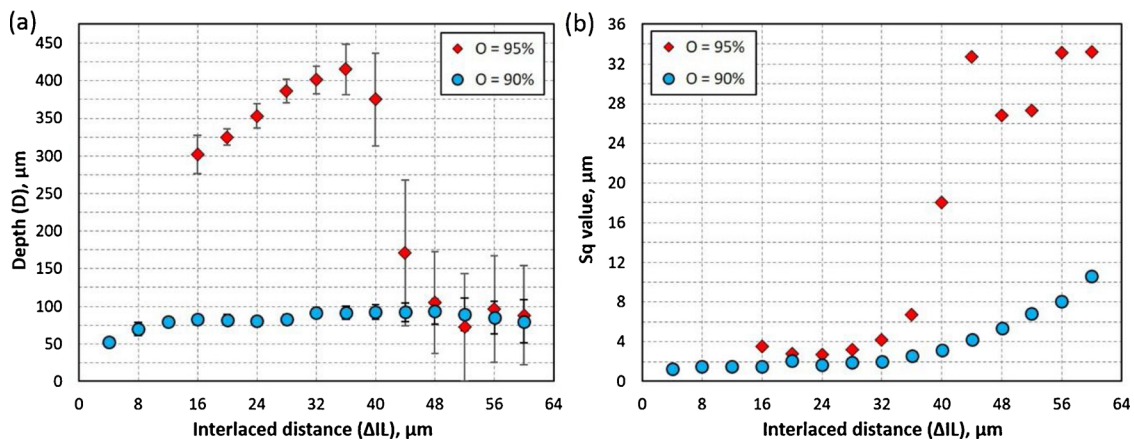 (a)
O = 95%
O = 90%
Depth (D), µm
450
400
350
300
250
200
150
100
50
0
0 8 16 24 32 40 48 56 64
Interlaced distance (ΔIL), µm
(b)
O = 95%
O = 90%
Sq value, µm
36
32
28
24
20
16
12
8
4
0
0 8 16 24 32 40 48 56 64
Interlaced distance (ΔIL), µm